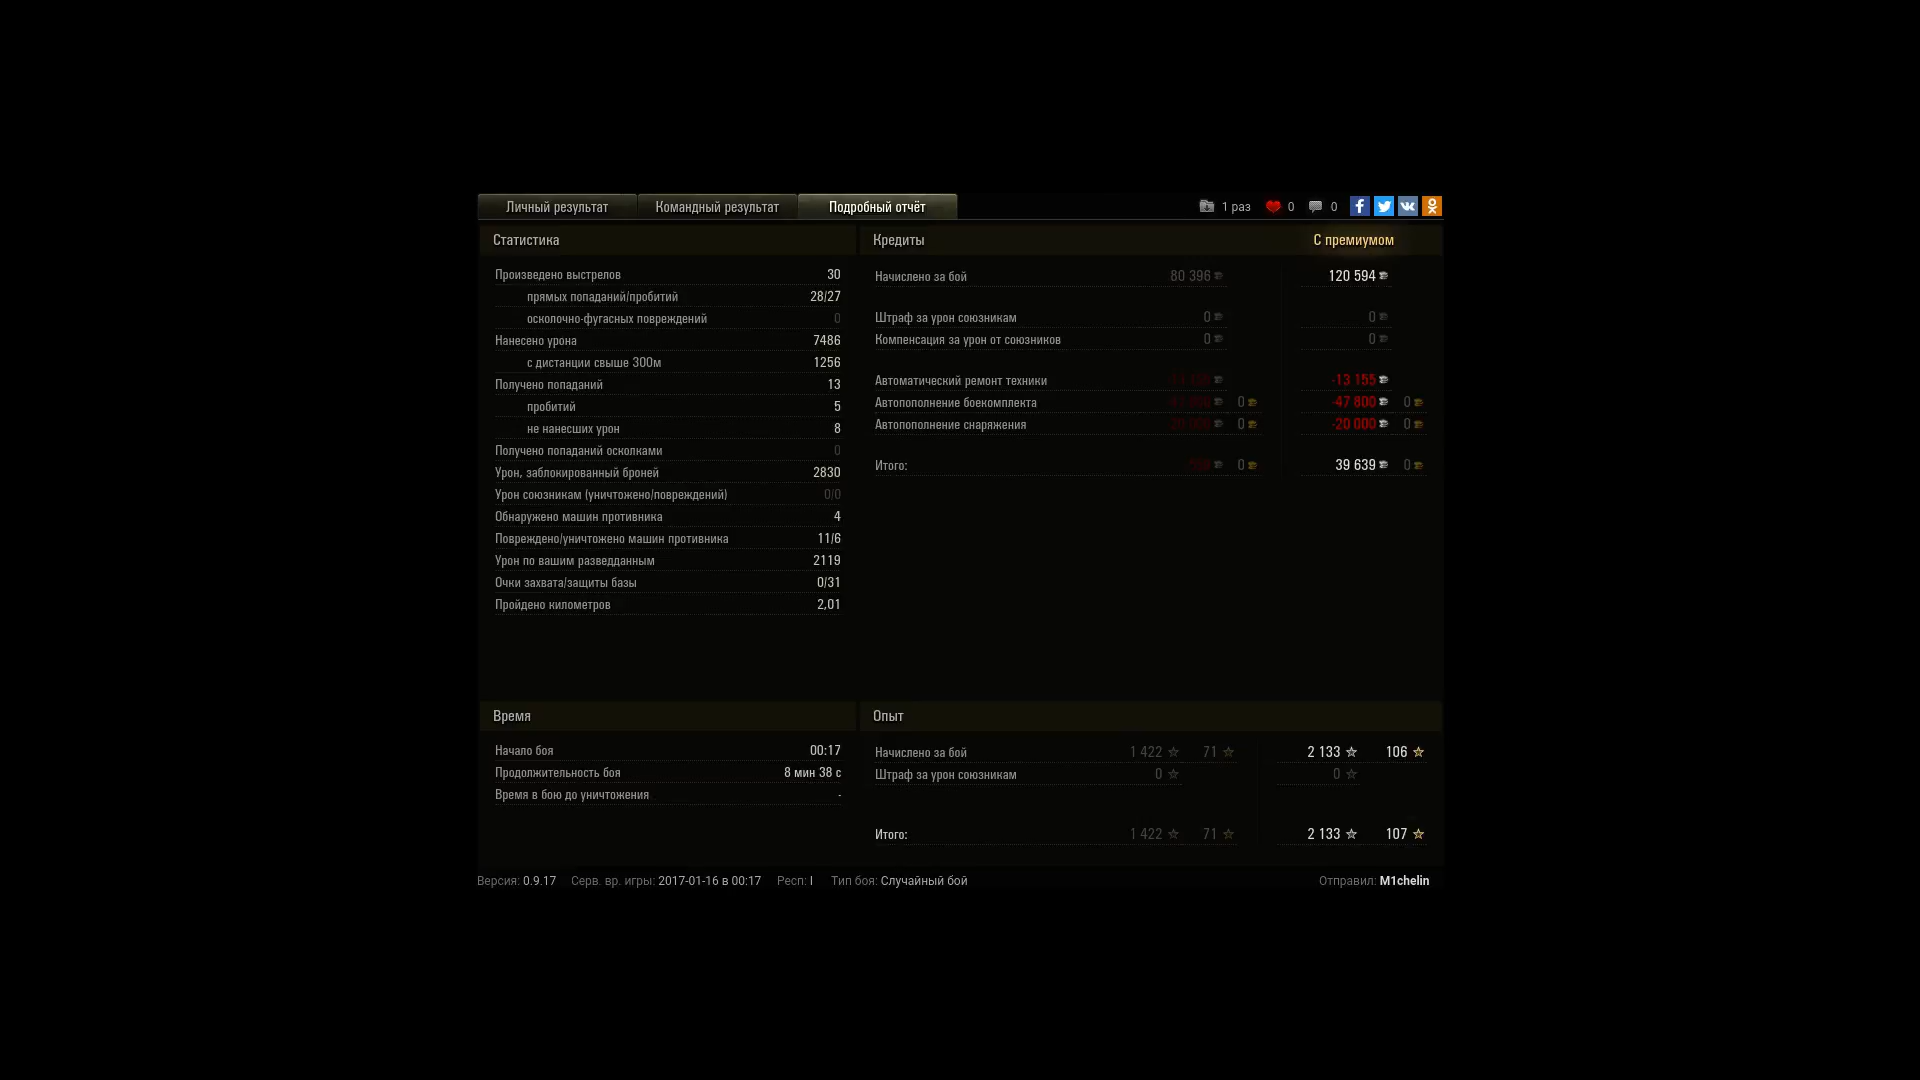 Личный результат Командный результат Подробный отчёт 1 раз 0 0
Статистика
Произведено выстрелов 30
прямых попаданий/пробитий 28/27
осколочно-фугасных повреждений 0
Нанесено урона 7486
с дистанции свыше 300м 1256
Получено попаданий 13
пробитий 5
не нанесших урон 8
Получено попаданий осколками 0
Урон, заблокированный броней 2830
Урон союзникам (уничтожено/повреждений) 0/0
Обнаружено машин противника 4
Повреждено/уничтожено машин противника 11/6
Урон по вашим разведданным 2119
Очки захвата/защиты базы 0/31
Пройдено километров 2,01
Кредиты С премиумом
Начислено за бой 80 396 120 594
Штраф за урон союзникам 0 0
Компенсация за урон от союзников 0 0
Автоматический ремонт техники -13 155
Автопополнение боекомплекта 0 -47 800 0
Автопополнение снаряжения 0 -20 000 0
Итого: 0 39 639 0
Время
Начало боя 00:17
Продолжительность боя 8 мин 38 с
Время в бою до уничтожения -
Опыт
Начислено за бой 1 422 71 2 133 106
Штраф за урон союзникам 0 0
Итого: 1 422 71 2 133 107
Версия: 0.9.17 Серв. вр. игры: 2017-01-16 в 00:17 Респ: I Тип боя: Случайный бой Отправил: M1chelin